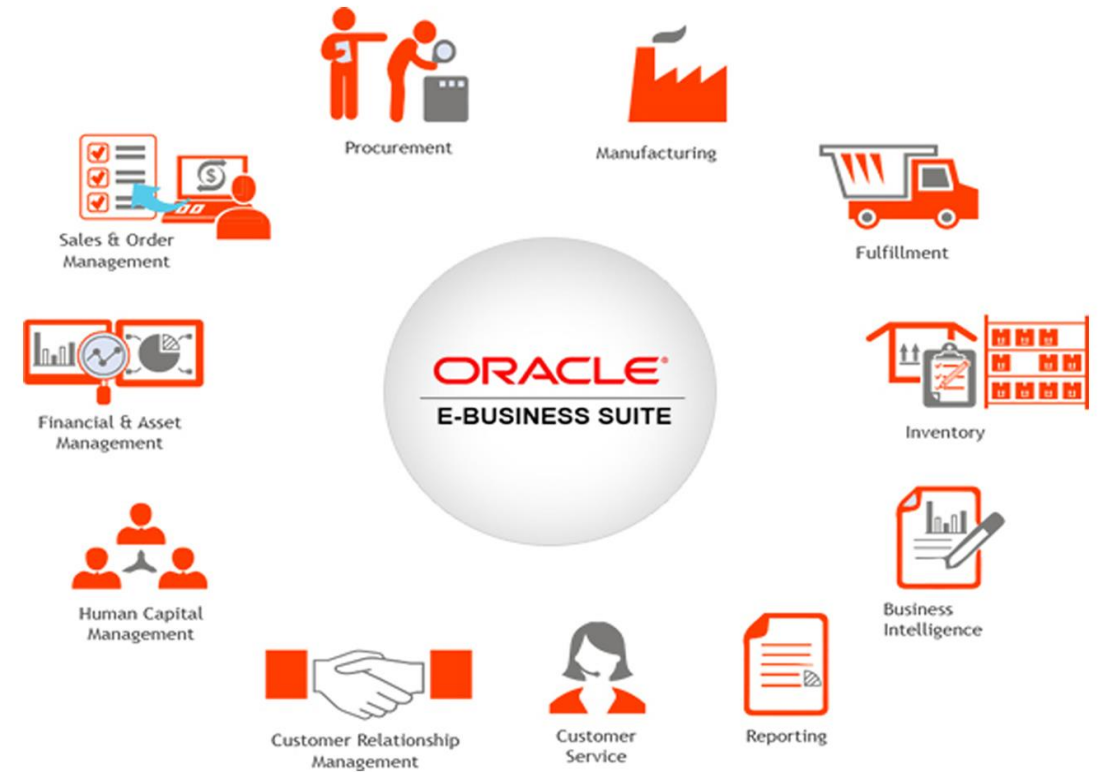 Procurement
Manufacturing
Sales & Order
Management
Fulfillment
ORACLE®
E-BUSINESS SUITE
Financial & Asset
Management
Inventory
Human Capital
Management
Business
Intelligence
Customer Relationship
Management
Customer
Service
Reporting